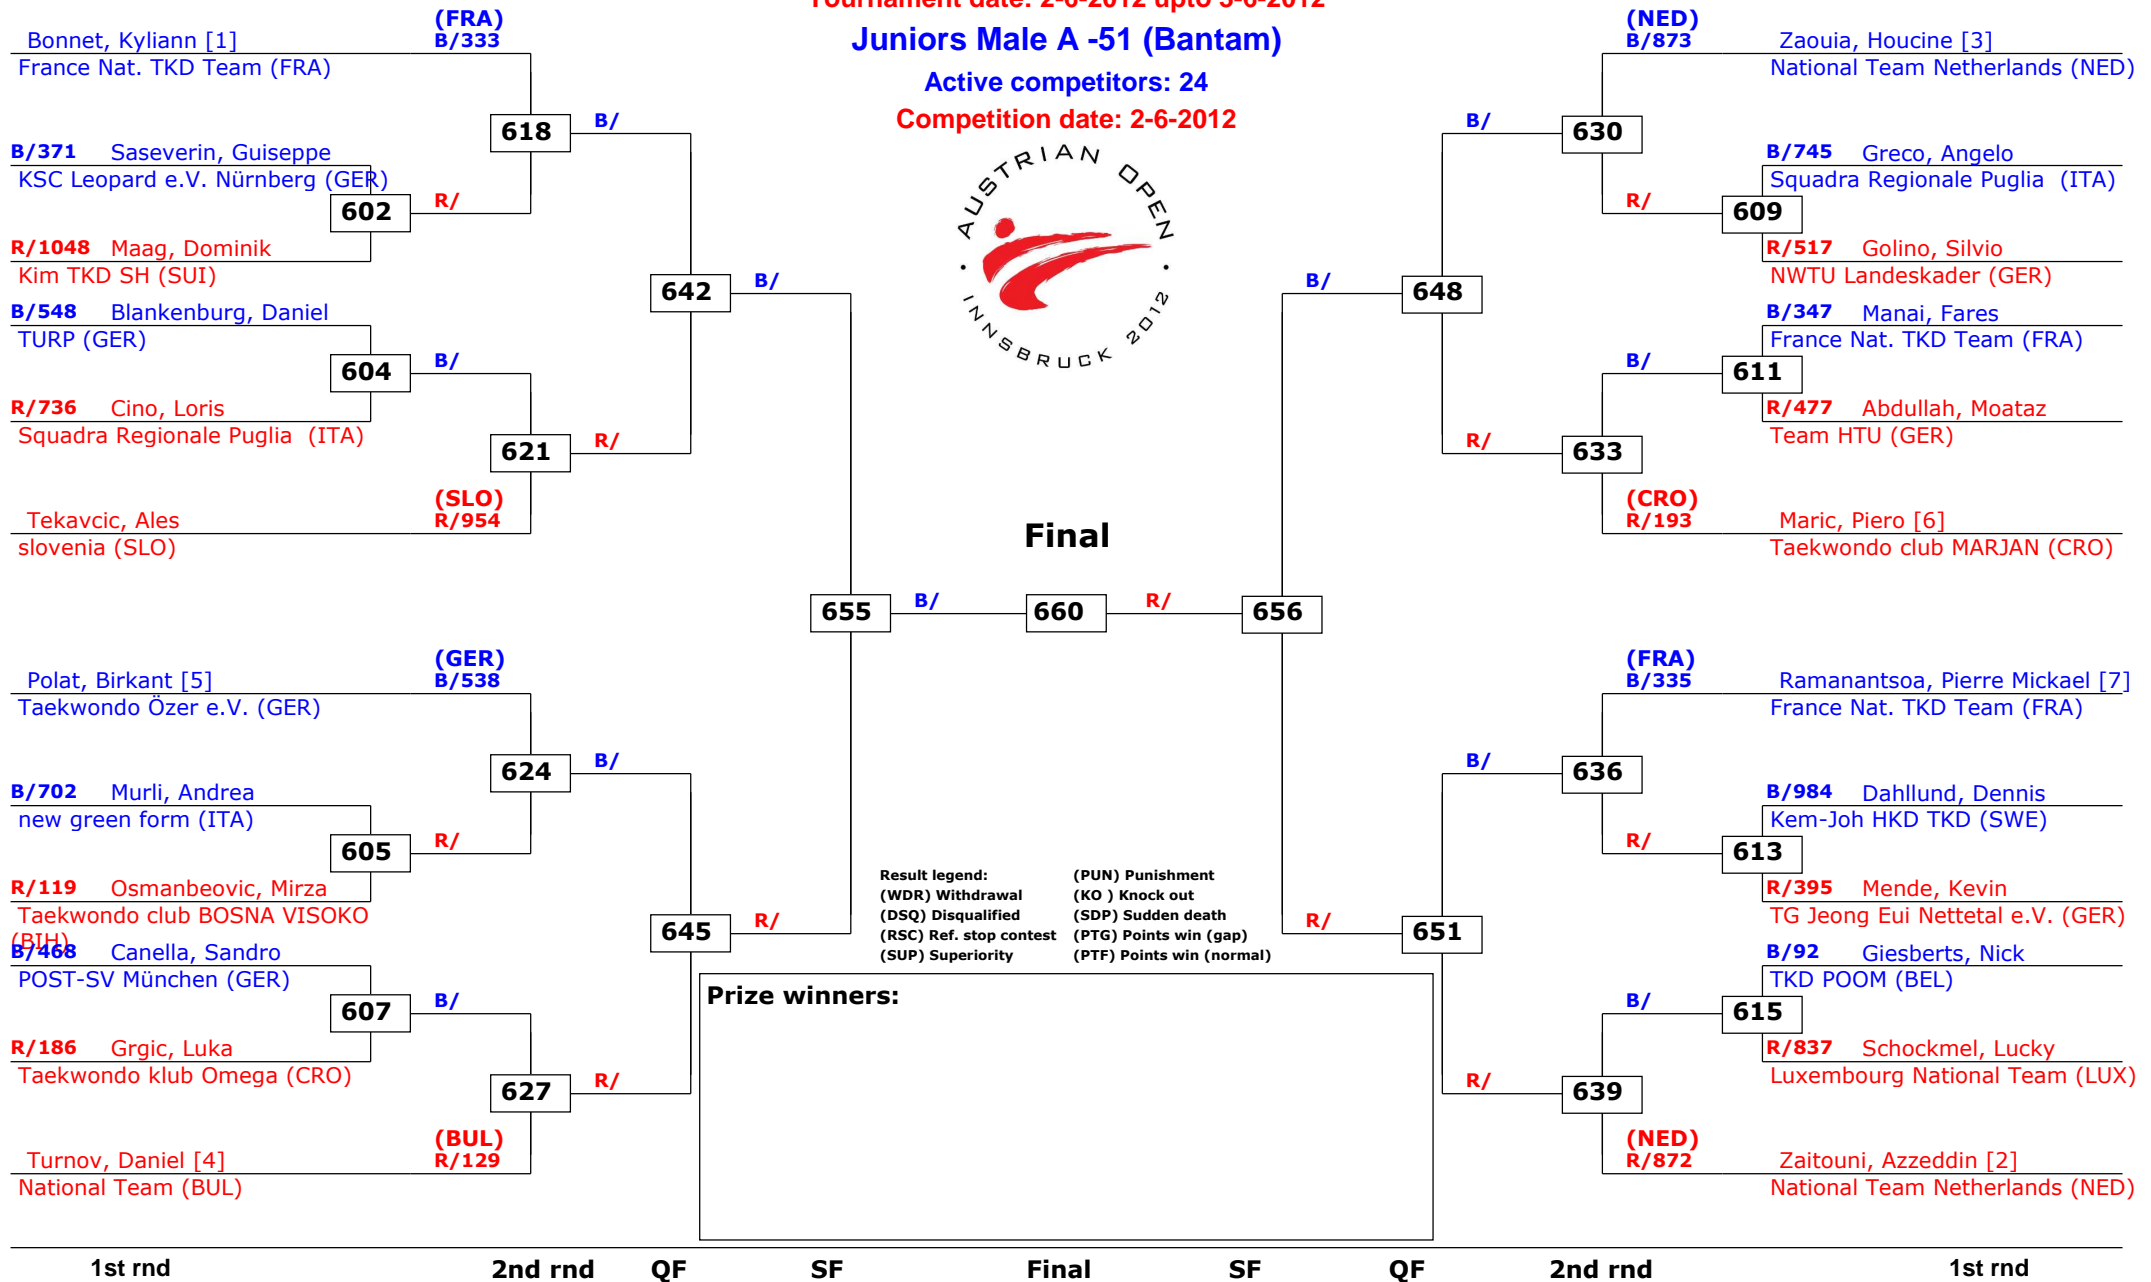 Tournament date: 2-6-2012 upto 3-6-2012
Juniors Male A -51 (Bantam)
Active competitors: 24
Competition date: 2-6-2012
AUSTRIAN OPEN
· INNSBRUCK 2012 ·
(FRA)
Bonnet, Kyliann [1] B/333
France Nat. TKD Team (FRA)
618 B/
B/371 Saseverin, Guiseppe
KSC Leopard e.V. Nürnberg (GER)
602 R/
R/1048 Maag, Dominik
Kim TKD SH (SUI)
642 B/
B/548 Blankenburg, Daniel
TURP (GER)
604 B/
R/736 Cino, Loris
Squadra Regionale Puglia (ITA)
621 R/
(SLO)
Tekavcic, Ales R/954
slovenia (SLO)
655 B/
(GER)
Polat, Birkant [5] B/538
Taekwondo Özer e.V. (GER)
624 B/
B/702 Murli, Andrea
new green form (ITA)
605 R/
R/119 Osmanbeovic, Mirza
Taekwondo club BOSNA VISOKO
(BIH)
645 R/
B/468 Canella, Sandro
POST-SV München (GER)
607 B/
R/186 Grgic, Luka
Taekwondo klub Omega (CRO)
627 R/
(BUL)
Turnov, Daniel [4] R/129
National Team (BUL)
Final
660
(NED)
B/873 Zaouia, Houcine [3]
National Team Netherlands (NED)
B/ 630
B/745 Greco, Angelo
Squadra Regionale Puglia (ITA)
R/ 609
R/517 Golino, Silvio
NWTU Landeskader (GER)
B/ 648
B/347 Manai, Fares
France Nat. TKD Team (FRA)
B/ 611
R/477 Abdullah, Moataz
Team HTU (GER)
R/ 633
(CRO)
R/193 Maric, Piero [6]
Taekwondo club MARJAN (CRO)
R/ 656
(FRA)
B/335 Ramanantsoa, Pierre Mickael [7]
France Nat. TKD Team (FRA)
B/ 636
B/984 Dahllund, Dennis
Kem-Joh HKD TKD (SWE)
R/ 613
R/395 Mende, Kevin
TG Jeong Eui Nettetal e.V. (GER)
R/ 651
B/92 Giesberts, Nick
TKD POOM (BEL)
B/ 615
R/837 Schockmel, Lucky
Luxembourg National Team (LUX)
R/ 639
(NED)
R/872 Zaitouni, Azzeddin [2]
National Team Netherlands (NED)
Result legend: (PUN) Punishment
(WDR) Withdrawal (KO ) Knock out
(DSQ) Disqualified (SDP) Sudden death
(RSC) Ref. stop contest (PTG) Points win (gap)
(SUP) Superiority (PTF) Points win (normal)
Prize winners:
1st rnd 2nd rnd QF SF Final SF QF 2nd rnd 1st rnd